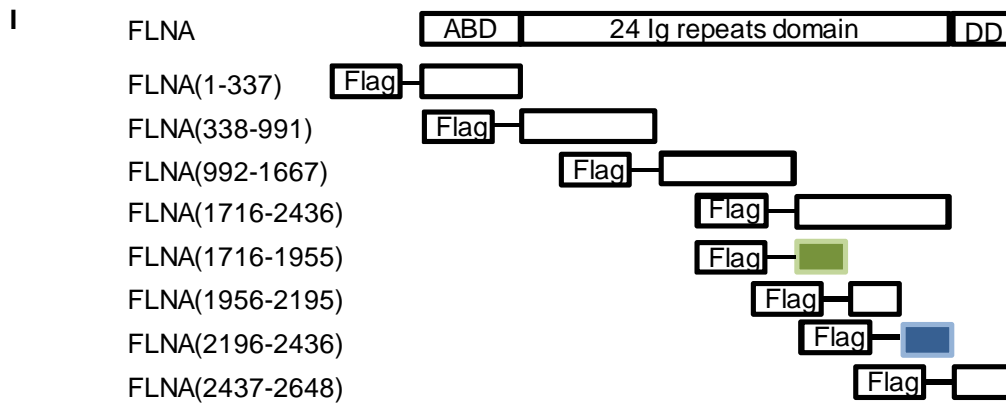 I
FLNA ABD 24 Ig repeats domain DD
FLNA(1-337) Flag
FLNA(338-991) Flag
FLNA(992-1667) Flag
FLNA(1716-2436) Flag
FLNA(1716-1955) Flag
FLNA(1956-2195) Flag
FLNA(2196-2436) Flag
FLNA(2437-2648) Flag